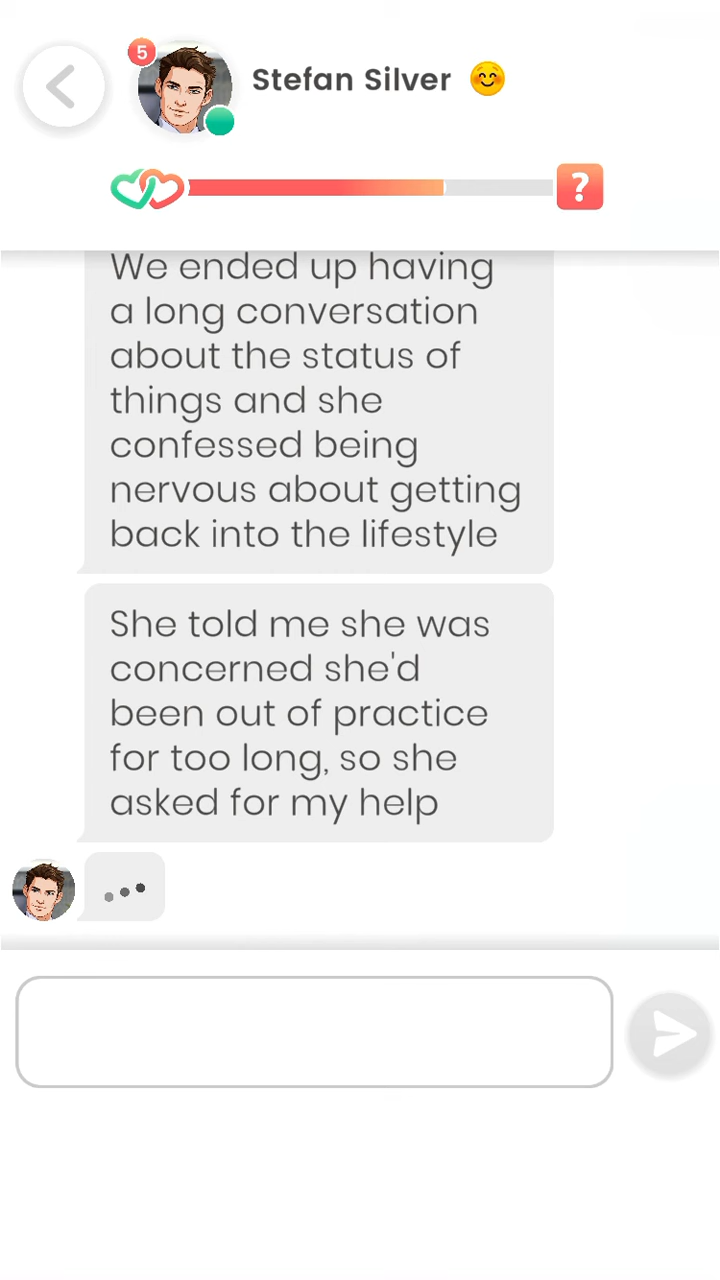 5
Stefan Silver 😊
?
We ended up having
a long conversation
about the status of
things and she
confessed being
nervous about getting
back into the lifestyle
She told me she was
concerned she'd
been out of practice
for too long, so she
asked for my help